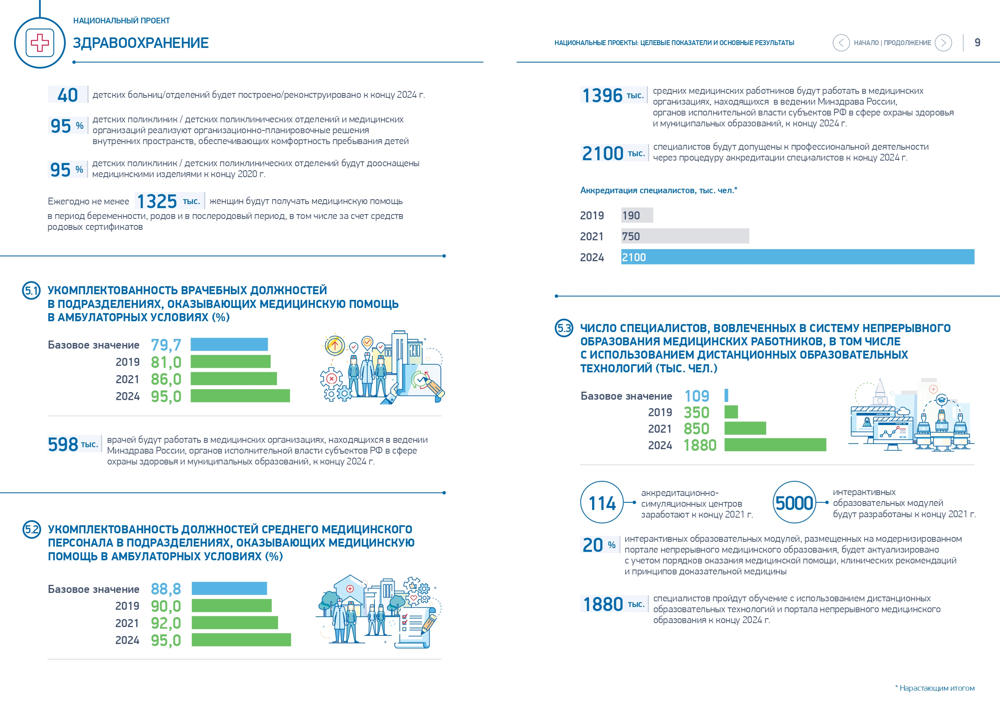 НАЦИОНАЛЬНЫЙ ПРОЕКТ
ЗДРАВООХРАНЕНИЕ
НАЦИОНАЛЬНЫЕ ПРОЕКТЫ: ЦЕЛЕВЫЕ ПОКАЗАТЕЛИ И ОСНОВНЫЕ РЕЗУЛЬТАТЫ
НАЧАЛО | ПРОДОЛЖЕНИЕ
9
40 детских больниц/отделений будет построено/реконструировано к концу 2024 г.
95 % детских поликлиник / детских поликлинических отделений и медицинских
организаций реализуют организационно-планировочные решения
внутренних пространств, обеспечивающих комфортность пребывания детей
95 % детских поликлиник / детских поликлинических отделений будут дооснащены
медицинскими изделиями к концу 2020 г.
Ежегодно не менее 1325 тыс. женщин будут получать медицинскую помощь
в период беременности, родов и в послеродовый период, в том числе за счет средств
родовых сертификатов
5.1 УКОМПЛЕКТОВАННОСТЬ ВРАЧЕБНЫХ ДОЛЖНОСТЕЙ
В ПОДРАЗДЕЛЕНИЯХ, ОКАЗЫВАЮЩИХ МЕДИЦИНСКУЮ ПОМОЩЬ
В АМБУЛАТОРНЫХ УСЛОВИЯХ (%)
Базовое значение 79,7
2019 81,0
2021 86,0
2024 95,0
598 тыс. врачей будут работать в медицинских организациях, находящихся в ведении
Минздрава России, органов исполнительной власти субъектов РФ в сфере
охраны здоровья и муниципальных образований, к концу 2024 г.
5.2 УКОМПЛЕКТОВАННОСТЬ ДОЛЖНОСТЕЙ СРЕДНЕГО МЕДИЦИНСКОГО
ПЕРСОНАЛА В ПОДРАЗДЕЛЕНИЯХ, ОКАЗЫВАЮЩИХ МЕДИЦИНСКУЮ
ПОМОЩЬ В АМБУЛАТОРНЫХ УСЛОВИЯХ (%)
Базовое значение 88,8
2019 90,0
2021 92,0
2024 95,0
1396 тыс. средних медицинских работников будут работать в медицинских
организациях, находящихся в ведении Минздрава России,
органов исполнительной власти субъектов РФ в сфере охраны здоровья
и муниципальных образований, к концу 2024 г.
2100 тыс. специалистов будут допущены к профессиональной деятельности
через процедуру аккредитации специалистов к концу 2024 г.
Аккредитация специалистов, тыс. чел.*
2019 190
2021 750
2024 2100
5.3 ЧИСЛО СПЕЦИАЛИСТОВ, ВОВЛЕЧЕННЫХ В СИСТЕМУ НЕПРЕРЫВНОГО
ОБРАЗОВАНИЯ МЕДИЦИНСКИХ РАБОТНИКОВ, В ТОМ ЧИСЛЕ
С ИСПОЛЬЗОВАНИЕМ ДИСТАНЦИОННЫХ ОБРАЗОВАТЕЛЬНЫХ
ТЕХНОЛОГИЙ (ТЫС. ЧЕЛ.)
Базовое значение 109
2019 350
2021 850
2024 1880
114 аккредитационно-
симуляционных центров
заработают к концу 2021 г.
5000 интерактивных
образовательных модулей
будут разработаны к концу 2021 г.
20 % интерактивных образовательных модулей, размещенных на модернизированном
портале непрерывного медицинского образования, будет актуализировано
с учетом порядков оказания медицинской помощи, клинических рекомендаций
и принципов доказательной медицины
1880 тыс. специалистов пройдут обучение с использованием дистанционных
образовательных технологий и портала непрерывного медицинского
образования к концу 2024 г.
* Нарастающим итогом